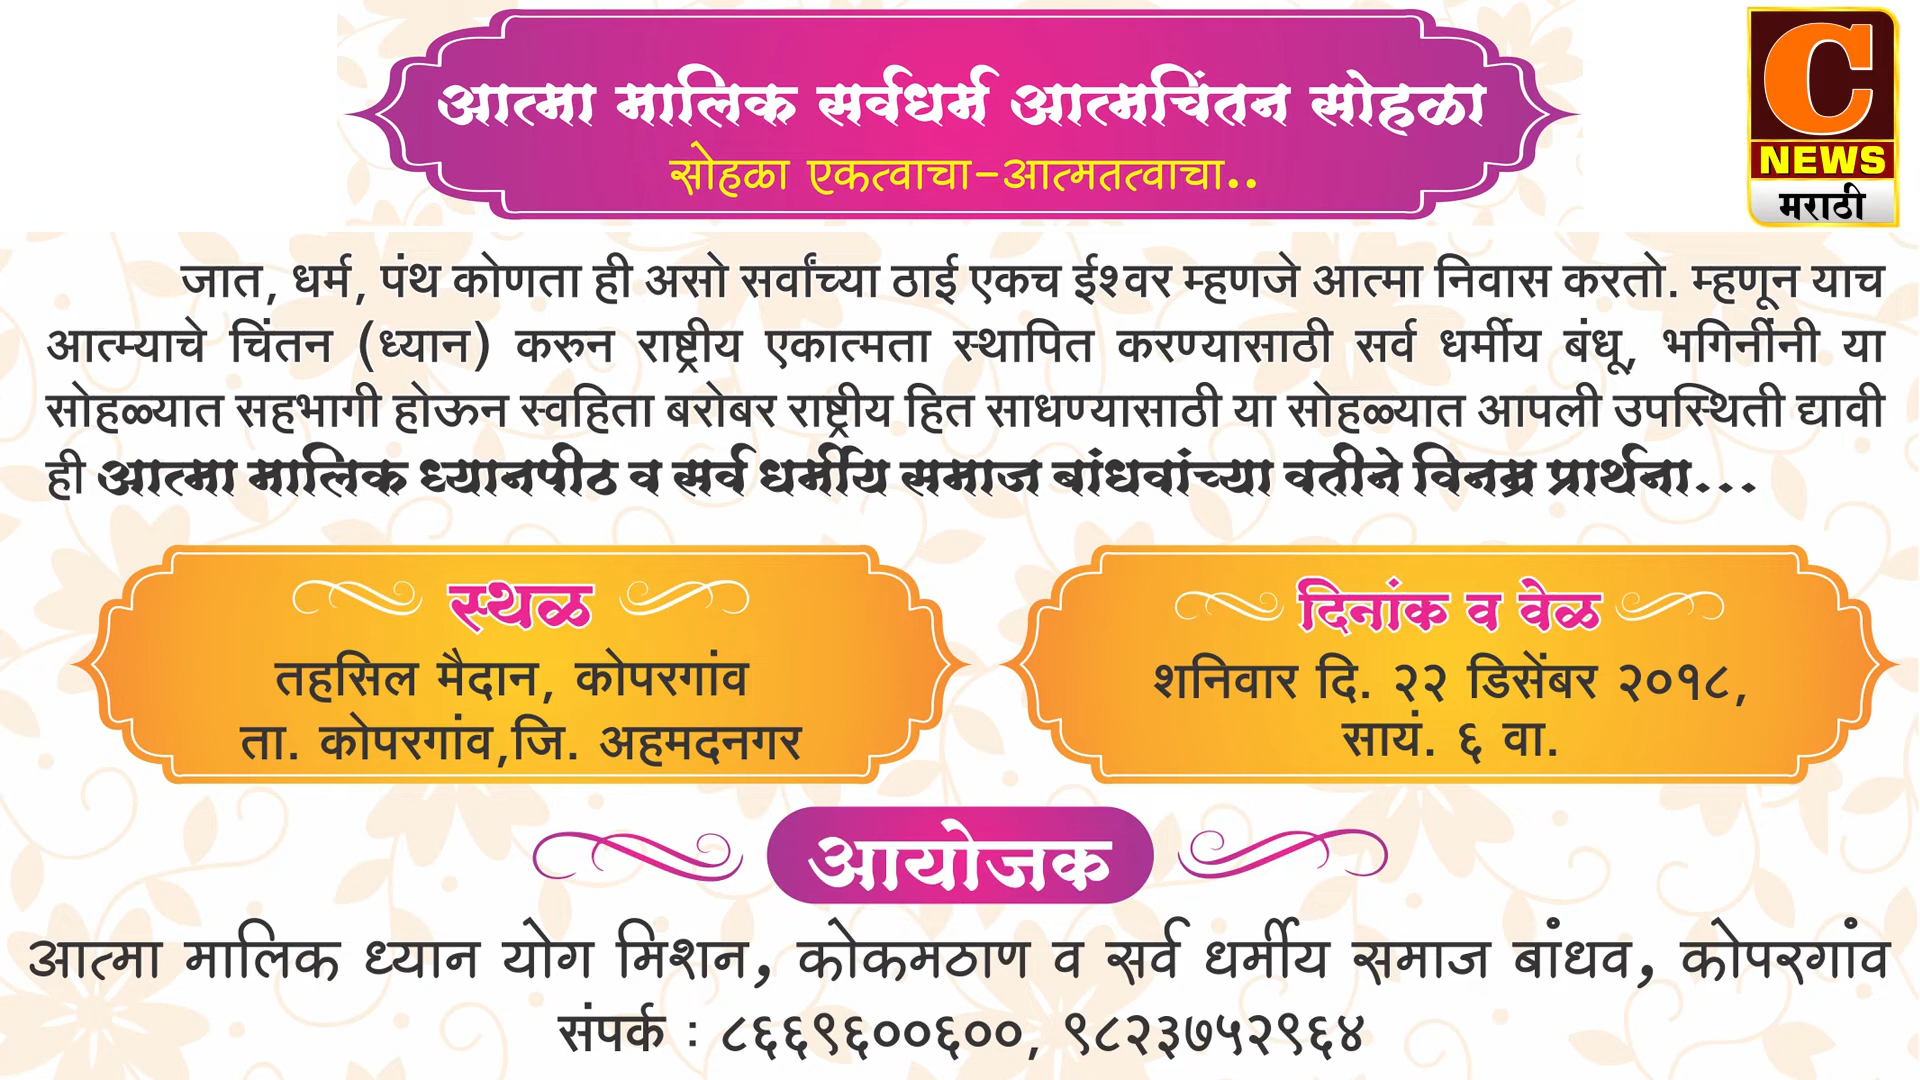 आत्मा मालिक सर्वधर्म आत्मचिंतन सोहळा
सोहळा एकत्वाचा-आत्मतत्वाचा..
C
NEWS
मराठी
जात, धर्म, पंथ कोणता ही असो सर्वांच्या ठाई एकच ईश्वर म्हणजे आत्मा निवास करतो. म्हणून याच
आत्म्याचे चिंतन (ध्यान) करुन राष्ट्रीय एकात्मता स्थापित करण्यासाठी सर्व धर्मीय बंधू, भगिनींनी या
सोहळ्यात सहभागी होऊन स्वहिता बरोबर राष्ट्रीय हित साधण्यासाठी या सोहळ्यात आपली उपस्थिती द्यावी
ही आत्मा मालिक ध्यानपीठ व सर्व धर्मीय समाज बांधवांच्या वतीने विनम्र प्रार्थना...
स्थळ
तहसिल मैदान, कोपरगांव
ता. कोपरगांव,जि. अहमदनगर
दिनांक व वेळ
शनिवार दि. २२ डिसेंबर २०१८,
सायं. ६ वा.
आयोजक
आत्मा मालिक ध्यान योग मिशन, कोकमठाण व सर्व धर्मीय समाज बांधव, कोपरगांव
संपर्क : ८६६९६००६००, ९८२३७५२९६४